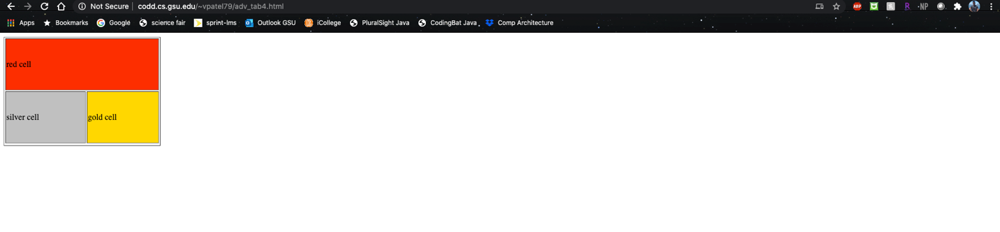 Not Secure codd.cs.gsu.edu/~vpatel79/adv_tab4.html ABP R -NP
Apps Bookmarks Google science fair sprint-lms Outlook GSU iCollege PluralSight Java CodingBat Java Comp Architecture
red cell
silver cell gold cell